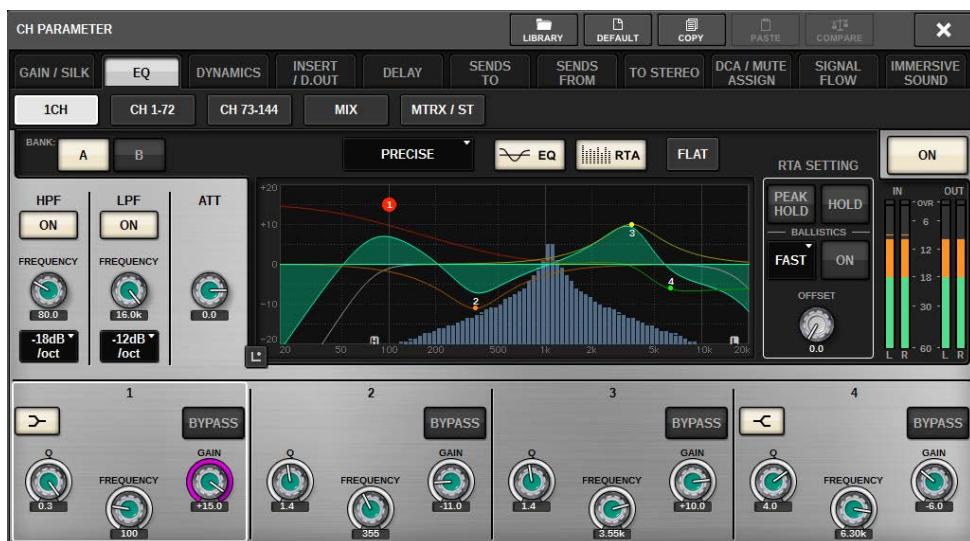 CH PARAMETER
LIBRARY DEFAULT COPY PASTE COMPARE
GAIN / SILK EQ DYNAMICS INSERT / D.OUT DELAY SENDS TO SENDS FROM TO STEREO DCA / MUTE ASSIGN SIGNAL FLOW IMMERSIVE SOUND
1CH CH 1-72 CH 73-144 MIX MTRX / ST
BANK: A B PRECISE EQ RTA FLAT RTA SETTING ON
HPF LPF ATT
ON ON
FREQUENCY FREQUENCY
80.0 16.0k 0.0
-18dB /oct -12dB /oct
+20
+10
0
-10
-20
1
2
3
4
H L
20 50 100 200 500 1k 2k 5k 10k 20k
PEAK HOLD HOLD
BALLISTICS
FAST ON
OFFSET
0.0
IN OUT
OVR
6
12
18
30
60
L R L R
1 2 3 4
BYPASS BYPASS BYPASS BYPASS
Q FREQUENCY GAIN Q FREQUENCY GAIN Q FREQUENCY GAIN Q FREQUENCY GAIN
0.3 100 +15.0 1.4 355 -11.0 1.4 3.55k +10.0 4.0 6.30k -6.0